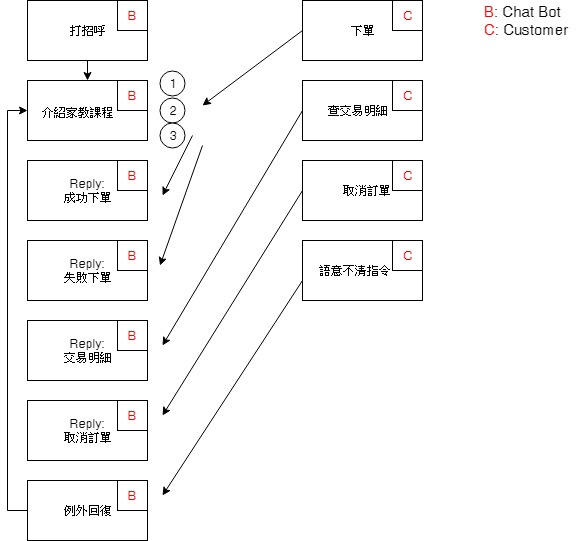 B
打招呼
C
下單
B: Chat Bot
C: Customer
B
介紹家教課程
1
2
3
C
查交易明細
B
Reply:
成功下單
C
取消訂單
B
Reply:
失敗下單
C
語意不清指令
B
Reply:
交易明細
B
Reply:
取消訂單
B
例外回復